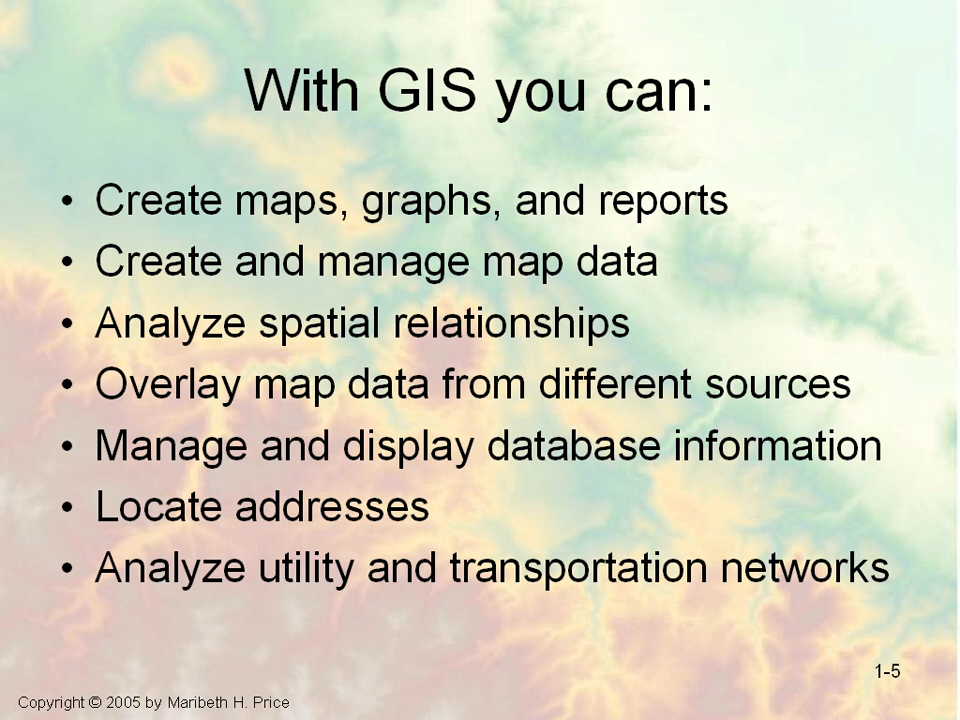 With GIS you can:
• Create maps, graphs, and reports
• Create and manage map data
• Analyze spatial relationships
• Overlay map data from different sources
• Manage and display database information
• Locate addresses
• Analyze utility and transportation networks
1-5
Copyright © 2005 by Maribeth H. Price